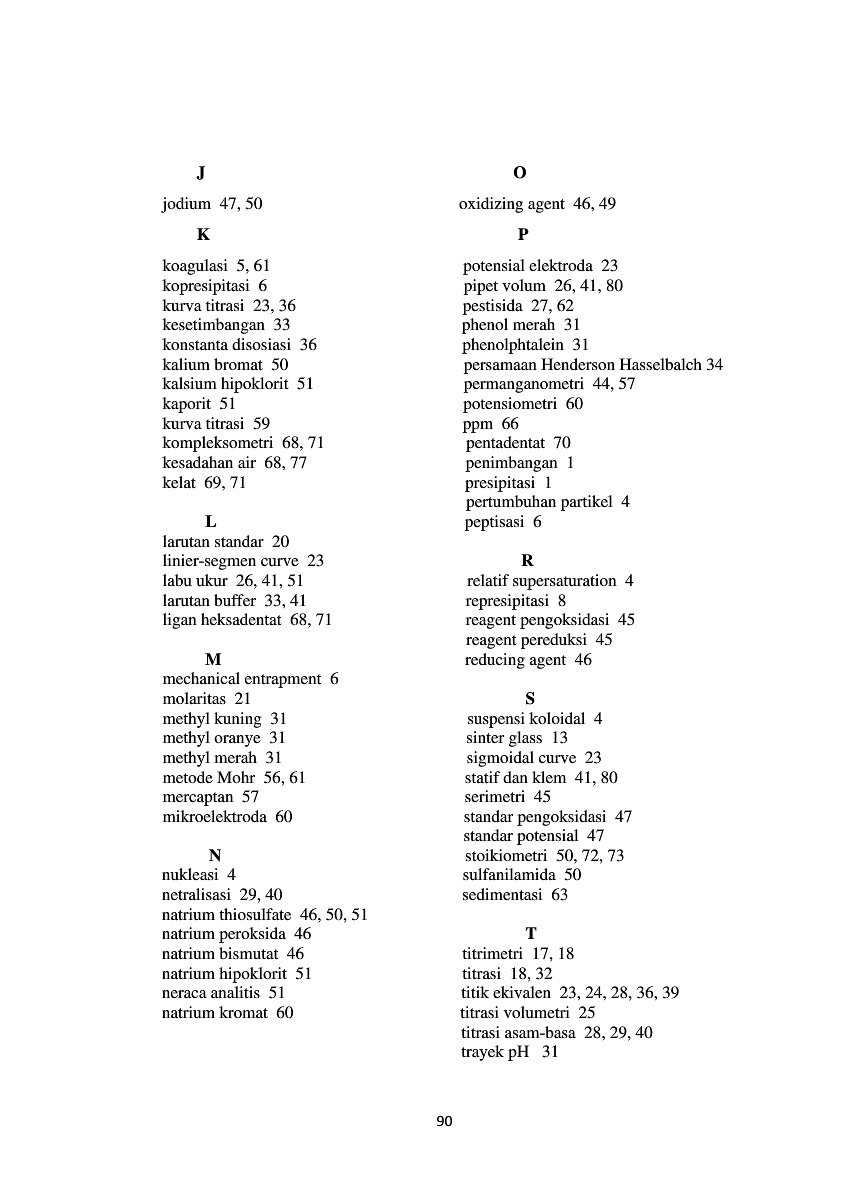 J
jodium 47, 50
K
koagulasi 5, 61
kopresipitasi 6
kurva titrasi 23, 36
kesetimbangan 33
konstanta disosiasi 36
kalium bromat 50
kalsium hipoklorit 51
kaporit 51
kurva titrasi 59
kompleksometri 68, 71
kesadahan air 68, 77
kelat 69, 71
L
larutan standar 20
linier-segmen curve 23
labu ukur 26, 41, 51
larutan buffer 33, 41
ligan heksadentat 68, 71
M
mechanical entrapment 6
molaritas 21
methyl kuning 31
methyl oranye 31
methyl merah 31
metode Mohr 56, 61
mercaptan 57
mikroelektroda 60
N
nukleasi 4
netralisasi 29, 40
natrium thiosulfate 46, 50, 51
natrium peroksida 46
natrium bismutat 46
natrium hipoklorit 51
neraca analitis 51
natrium kromat 60
O
oxidizing agent 46, 49
P
potensial elektroda 23
pipet volum 26, 41, 80
pestisida 27, 62
phenol merah 31
phenolphtalein 31
persamaan Henderson Hasselbalch 34
permanganometri 44, 57
potensiometri 60
ppm 66
pentadentat 70
penimbangan 1
presipitasi 1
pertumbuhan partikel 4
peptisasi 6
R
relatif supersaturation 4
represipitasi 8
reagent pengoksidasi 45
reagent pereduksi 45
reducing agent 46
S
suspensi koloidal 4
sinter glass 13
sigmoidal curve 23
statif dan klem 41, 80
serimetri 45
standar pengoksidasi 47
standar potensial 47
stoikiometri 50, 72, 73
sulfanilamida 50
sedimentasi 63
T
titrimetri 17, 18
titrasi 18, 32
titik ekivalen 23, 24, 28, 36, 39
titrasi volumetri 25
titrasi asam-basa 28, 29, 40
trayek pH 31
90